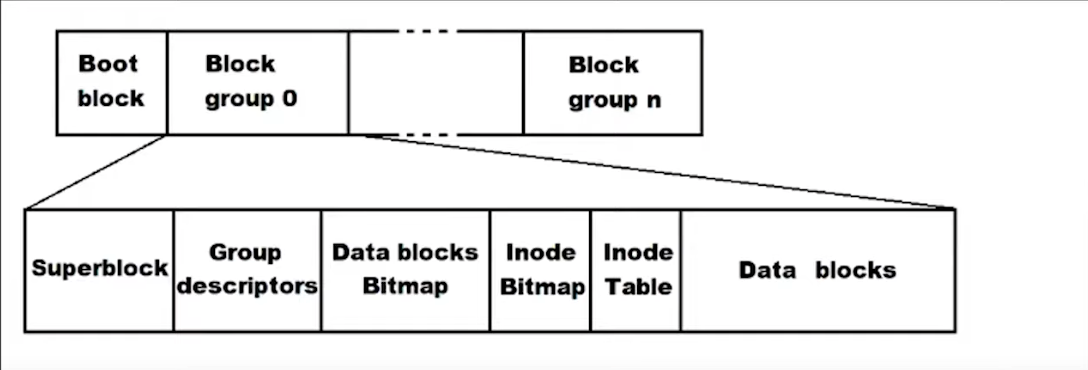 Boot
block
Block
group 0
Block
group n
Superblock
Group
descriptors
Data blocks
Bitmap
Inode
Bitmap
Inode
Table
Data blocks